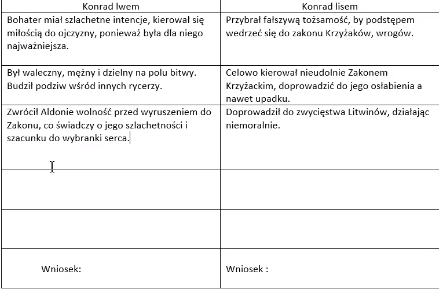 Konrad lwem
Konrad lisem
Bohater miał szlachetne intencje, kierował się
miłością do ojczyzny, ponieważ była dla niego
najważniejsza.
Przybrał fałszywą tożsamość, by podstępem
wedrzeć się do zakonu Krzyżaków, wrogów.
Był waleczny, mężny i dzielny na polu bitwy.
Budził podziw wśród innych rycerzy.
Celowo kierował nieudolnie Zakonem
Krzyżackim, doprowadzić do jego osłabienia a
nawet upadku.
Zwrócił Aldonie wolność przed wyruszeniem do
Zakonu, co świadczy o jego szlachetności i
szacunku do wybranki serca.
Doprowadził do zwycięstwa Litwinów, działając
niemoralnie.
Wniosek:
Wniosek :